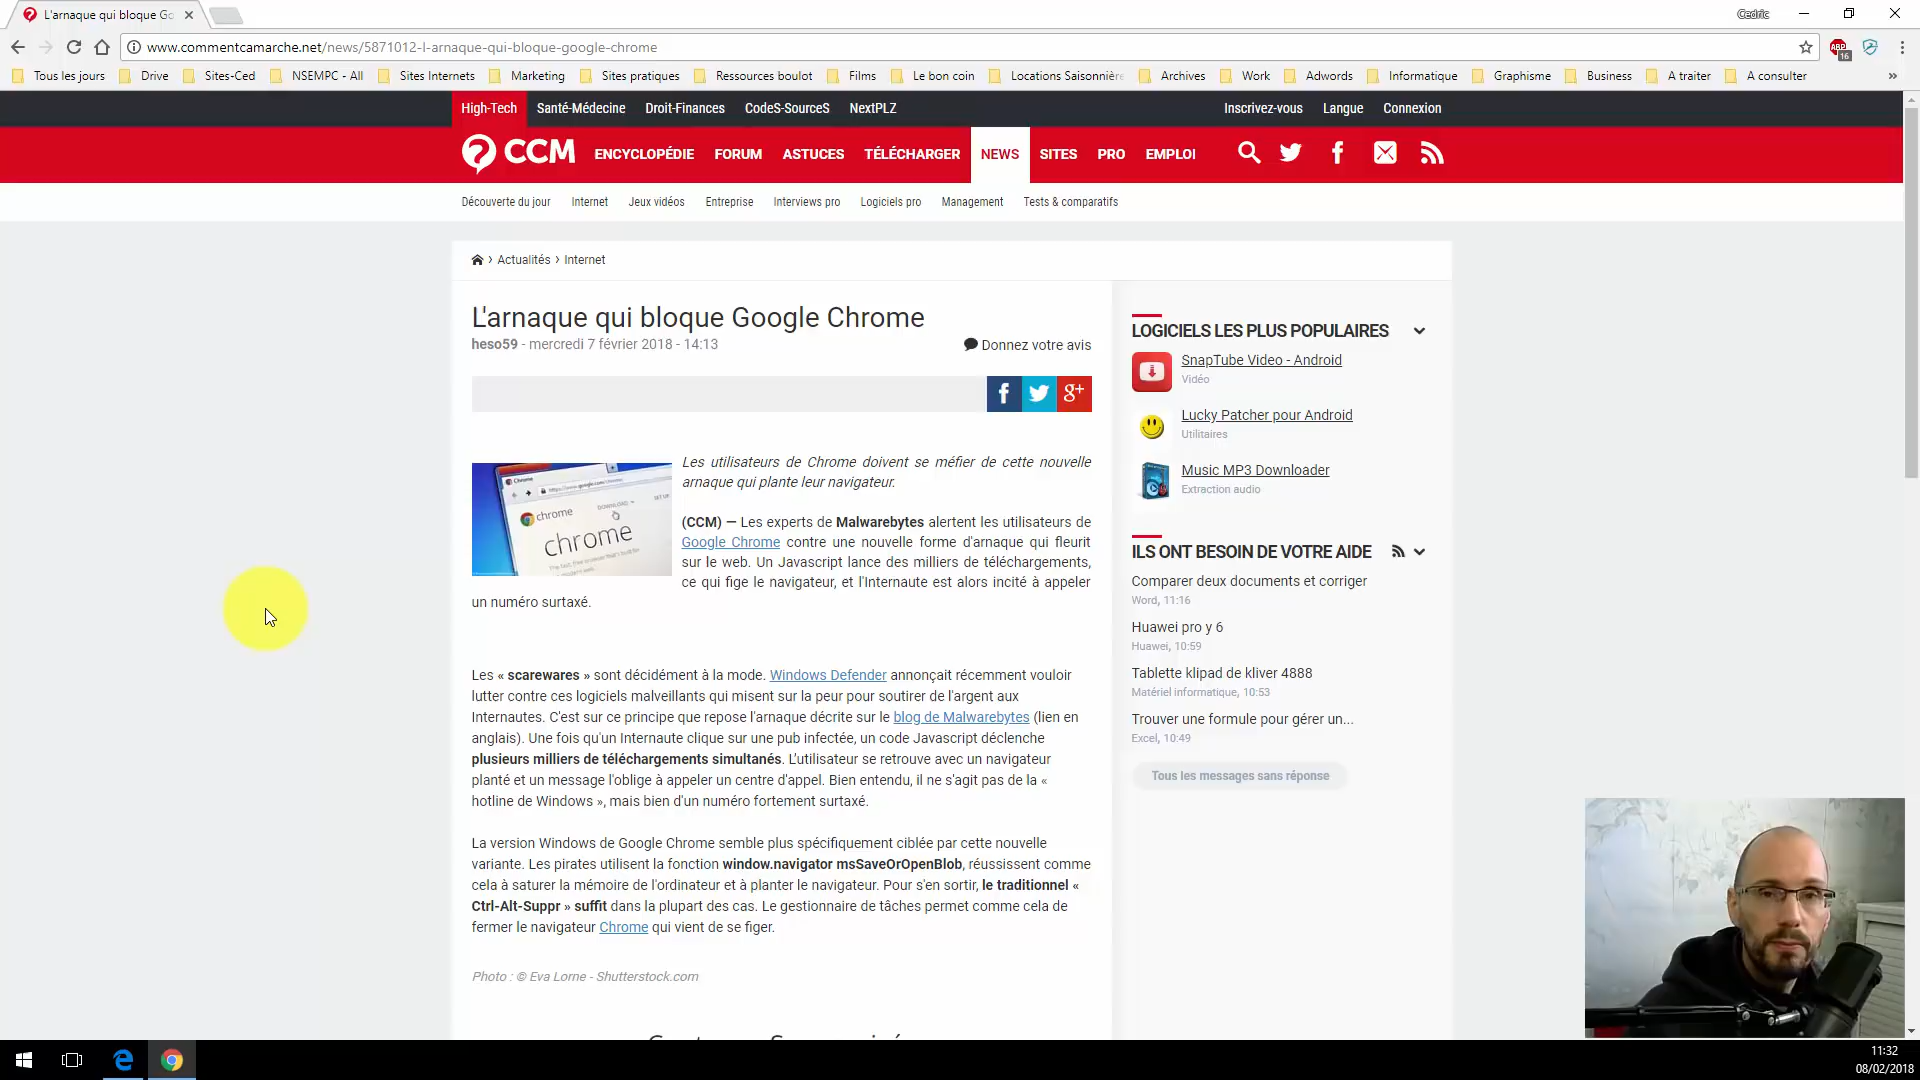 L'arnaque qui bloque Go
Cedric
www.commentcamarche.net/news/5871012-l-arnaque-qui-bloque-google-chrome
ABP
16
Tous les jours Drive Sites-Ced NSEMPC - All Sites Internets Marketing Sites pratiques Ressources boulot Films Le bon coin Locations Saisonnièr Archives Work Adwords Informatique Graphisme Business A traiter A consulter
High-Tech Santé-Médecine Droit-Finances CodeS-SourceS NextPLZ Inscrivez-vous Langue Connexion
CCM ENCYCLOPÉDIE FORUM ASTUCES TÉLÉCHARGER NEWS SITES PRO EMPLOI
Découverte du jour Internet Jeux vidéos Entreprise Interviews pro Logiciels pro Management Tests & comparatifs
Actualités › Internet
L'arnaque qui bloque Google Chrome
heso59 - mercredi 7 février 2018 - 14:13
Donnez votre avis
Les utilisateurs de Chrome doivent se méfier de cette nouvelle
arnaque qui plante leur navigateur.
chrome
chrome
(CCM) — Les experts de Malwarebytes alertent les utilisateurs de
Google Chrome contre une nouvelle forme d'arnaque qui fleurit
sur le web. Un Javascript lance des milliers de téléchargements,
ce qui fige le navigateur, et l'Internaute est alors incité à appeler
un numéro surtaxé.
Les « scarewares » sont décidément à la mode. Windows Defender annonçait récemment vouloir
lutter contre ces logiciels malveillants qui misent sur la peur pour soutirer de l'argent aux
Internautes. C'est sur ce principe que repose l'arnaque décrite sur le blog de Malwarebytes (lien en
anglais). Une fois qu'un Internaute clique sur une pub infectée, un code Javascript déclenche
plusieurs milliers de téléchargements simultanés. L'utilisateur se retrouve avec un navigateur
planté et un message l'oblige à appeler un centre d'appel. Bien entendu, il ne s'agit pas de la «
hotline de Windows », mais bien d'un numéro fortement surtaxé.
La version Windows de Google Chrome semble plus spécifiquement ciblée par cette nouvelle
variante. Les pirates utilisent la fonction window.navigator msSaveOrOpenBlob, réussissent comme
cela à saturer la mémoire de l'ordinateur et à planter le navigateur. Pour s'en sortir, le traditionnel «
Ctrl-Alt-Suppr » suffit dans la plupart des cas. Le gestionnaire de tâches permet comme cela de
fermer le navigateur Chrome qui vient de se figer.
Photo : © Eva Lorne - Shutterstock.com
LOGICIELS LES PLUS POPULAIRES
SnapTube Video - Android
Vidéo
Lucky Patcher pour Android
Utilitaires
Music MP3 Downloader
Extraction audio
ILS ONT BESOIN DE VOTRE AIDE
Comparer deux documents et corriger
Word, 11:16
Huawei pro y 6
Huawei, 10:59
Tablette klipad de kliver 4888
Matériel informatique, 10:53
Trouver une formule pour gérer un...
Excel, 10:49
Tous les messages sans réponse
11:32
08/02/2018